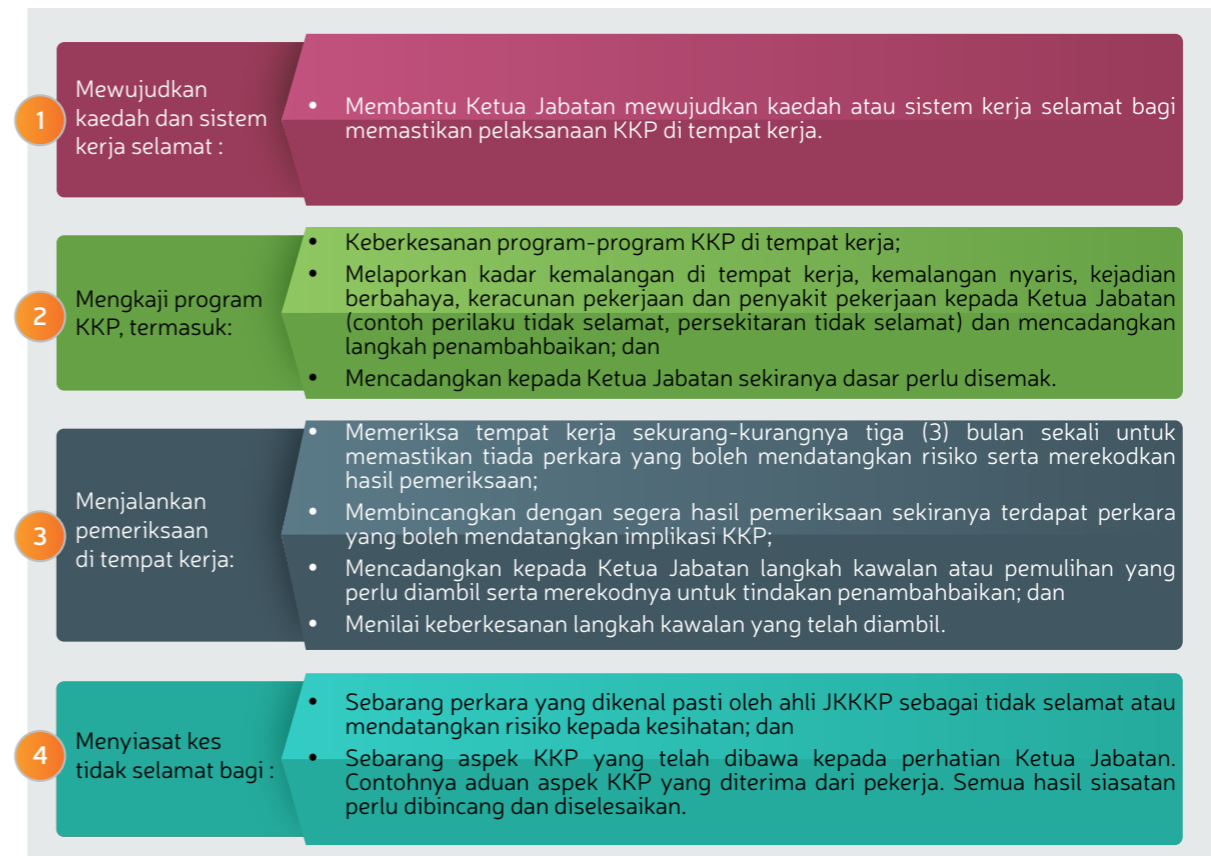 1
Mewujudkan
kaedah dan sistem
kerja selamat :
• Membantu Ketua Jabatan mewujudkan kaedah atau sistem kerja selamat bagi
memastikan pelaksanaan KKP di tempat kerja.
2
Mengkaji program
KKP, termasuk:
• Keberkesanan program-program KKP di tempat kerja;
• Melaporkan kadar kemalangan di tempat kerja, kemalangan nyaris, kejadian
berbahaya, keracunan pekerjaan dan penyakit pekerjaan kepada Ketua Jabatan
(contoh perilaku tidak selamat, persekitaran tidak selamat) dan mencadangkan
langkah penambahbaikan; dan
• Mencadangkan kepada Ketua Jabatan sekiranya dasar perlu disemak.
3
Menjalankan
pemeriksaan
di tempat kerja:
• Memeriksa tempat kerja sekurang-kurangnya tiga (3) bulan sekali untuk
memastikan tiada perkara yang boleh mendatangkan risiko serta merekodkan
hasil pemeriksaan;
• Membincangkan dengan segera hasil pemeriksaan sekiranya terdapat perkara
yang boleh mendatangkan implikasi KKP;
• Mencadangkan kepada Ketua Jabatan langkah kawalan atau pemulihan yang
perlu diambil serta merekodnya untuk tindakan penambahbaikan; dan
• Menilai keberkesanan langkah kawalan yang telah diambil.
4
Menyiasat kes
tidak selamat bagi :
• Sebarang perkara yang dikenal pasti oleh ahli JKKKP sebagai tidak selamat atau
mendatangkan risiko kepada kesihatan; dan
• Sebarang aspek KKP yang telah dibawa kepada perhatian Ketua Jabatan.
Contohnya aduan aspek KKP yang diterima dari pekerja. Semua hasil siasatan
perlu dibincang dan diselesaikan.